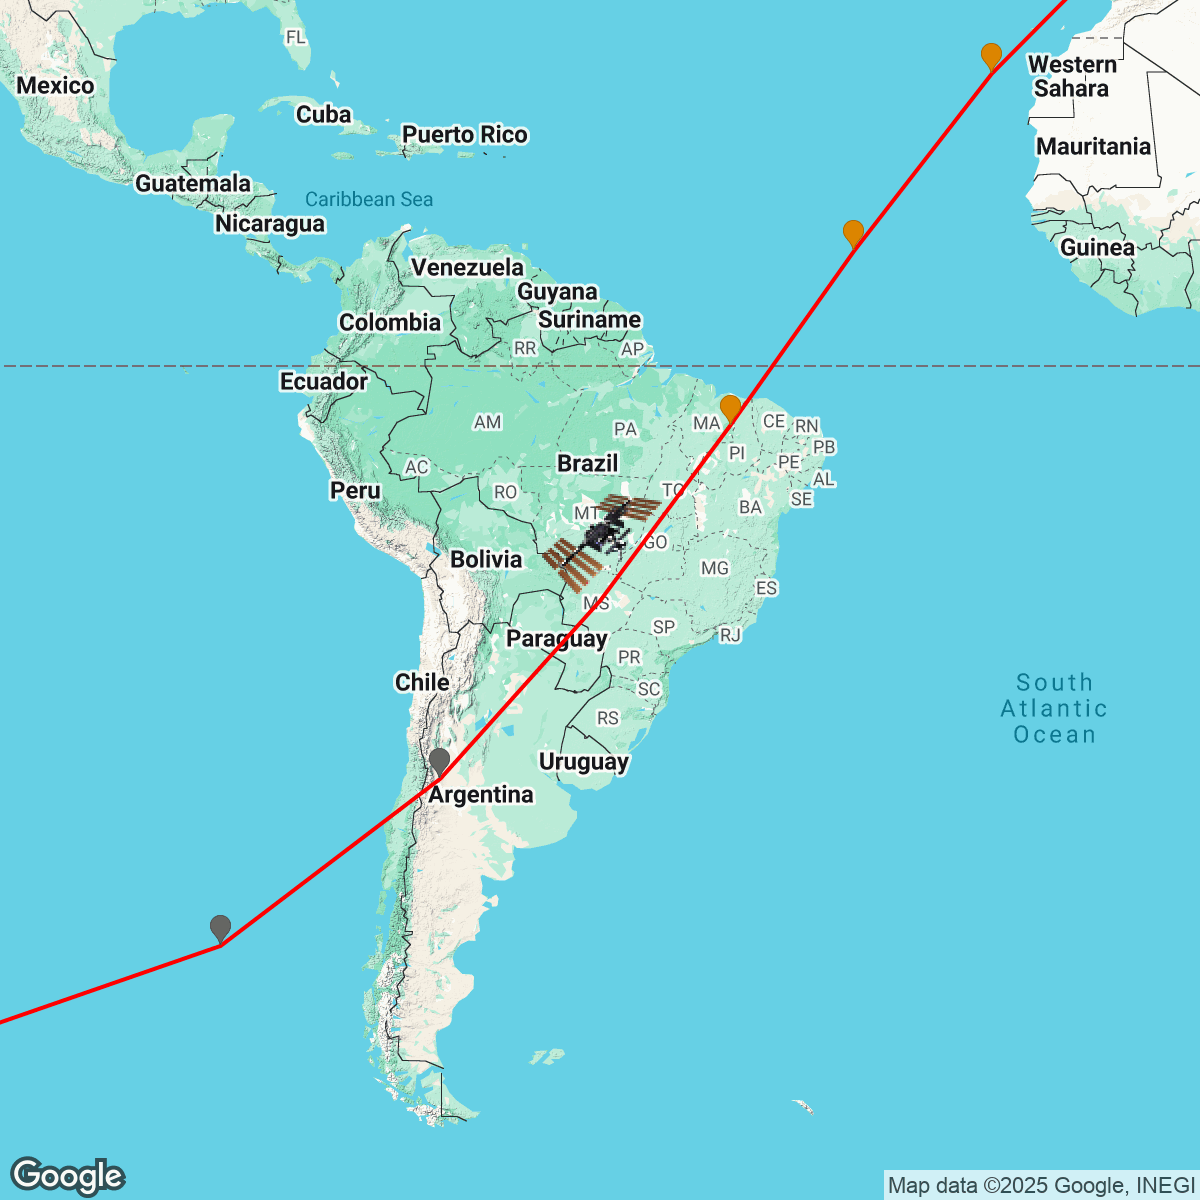 FL
Mexico
Western
Sahara
Cuba
Puerto Rico
Mauritania
Guatemala
Caribbean Sea
Nicaragua
Guinea
Venezuela
Guyana
Colombia
Suriname
RR
AP
Ecuador
AM
PA
MA
CE
RN
PB
PI
PE
AL
Brazil
AC
Peru
RO
TO
SE
BA
MT
GO
Bolivia
MG
ES
MS
Paraguay
SP
RJ
PR
Chile
SC
South
Atlantic
Ocean
RS
Uruguay
Argentina
Google
Map data ©2025 Google, INEGI